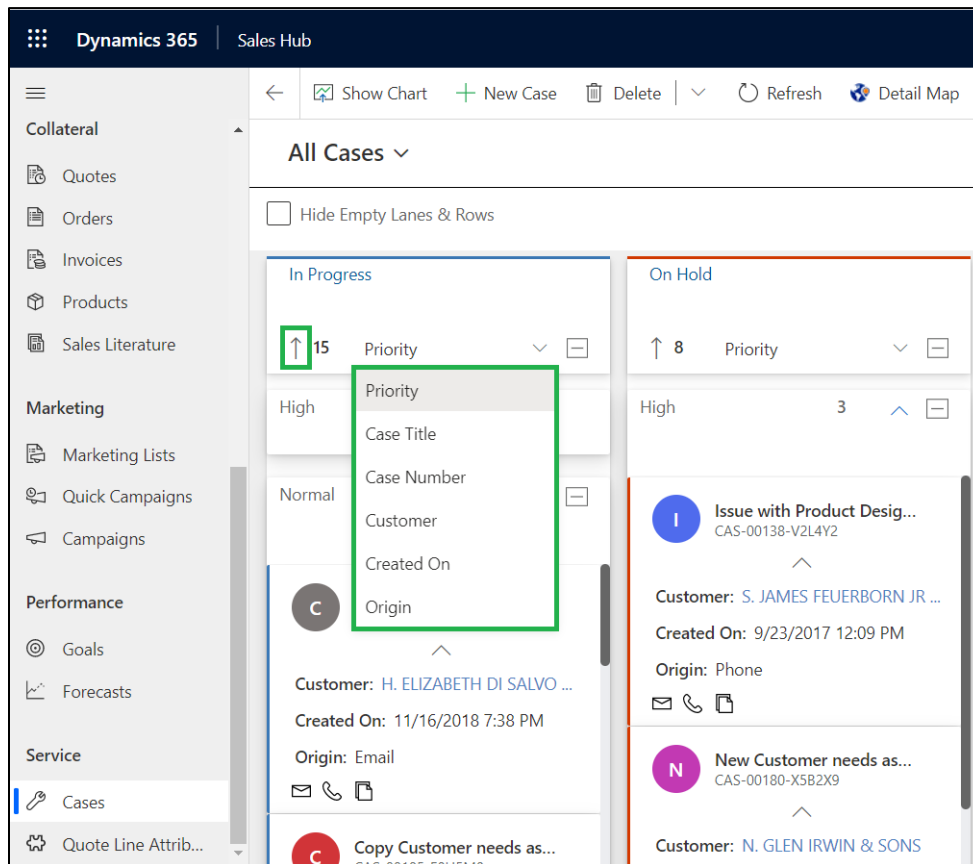 Dynamics 365 Sales Hub
Show Chart New Case Delete Refresh Detail Map
Collateral
Quotes
Orders
Invoices
Products
Sales Literature
Marketing
Marketing Lists
Quick Campaigns
Campaigns
Performance
Goals
Forecasts
Service
Cases
Quote Line Attrib...
All Cases
Hide Empty Lanes & Rows
In Progress
15 Priority
Priority
Case Title
Case Number
Customer
Created On
Origin
High
Normal
C
Customer: H. ELIZABETH DI SALVO ...
Created On: 11/16/2018 7:38 PM
Origin: Email
C
Copy Customer needs as...
On Hold
8 Priority
High 3
I
Issue with Product Desig...
CAS-00138-V2L4Y2
Customer: S. JAMES FEUERBORN JR ...
Created On: 9/23/2017 12:09 PM
Origin: Phone
N
New Customer needs as...
CAS-00180-X5B2X9
Customer: N. GLEN IRWIN & SONS